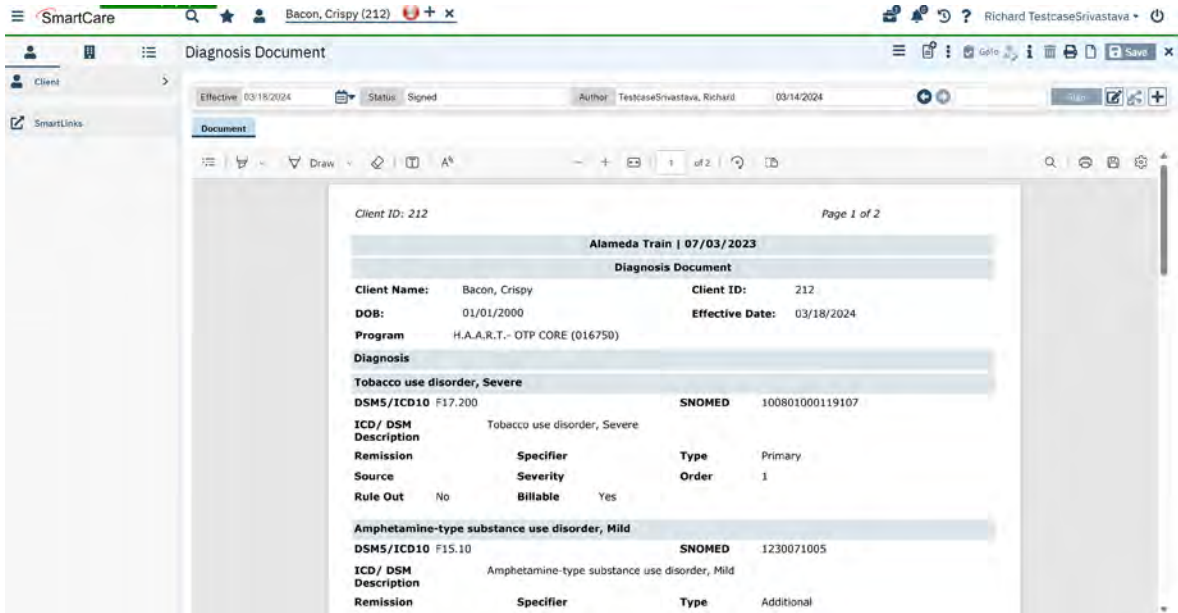 SmartCare
Bacon, Crispy (212)
Richard TestcaseSrivastava
Diagnosis Document
Save
Client
Effective 03/18/2024 Status Signed Author TestcaseSrivastava, Richard 03/14/2024
SmartLinks
Document
Draw 1 of 2
Client ID: 212 Page 1 of 2
Alameda Train | 07/03/2023
Diagnosis Document
Client Name: Bacon, Crispy Client ID: 212
DOB: 01/01/2000 Effective Date: 03/18/2024
Program H.A.A.R.T.- OTP CORE (016750)
Diagnosis
Tobacco use disorder, Severe
DSM5/ICD10 F17.200 SNOMED 100801000119107
ICD/ DSM Tobacco use disorder, Severe
Description
Remission Specifier Type Primary
Source Severity Order 1
Rule Out No Billable Yes
Amphetamine-type substance use disorder, Mild
DSM5/ICD10 F15.10 SNOMED 1230071005
ICD/ DSM Amphetamine-type substance use disorder, Mild
Description
Remission Specifier Type Additional